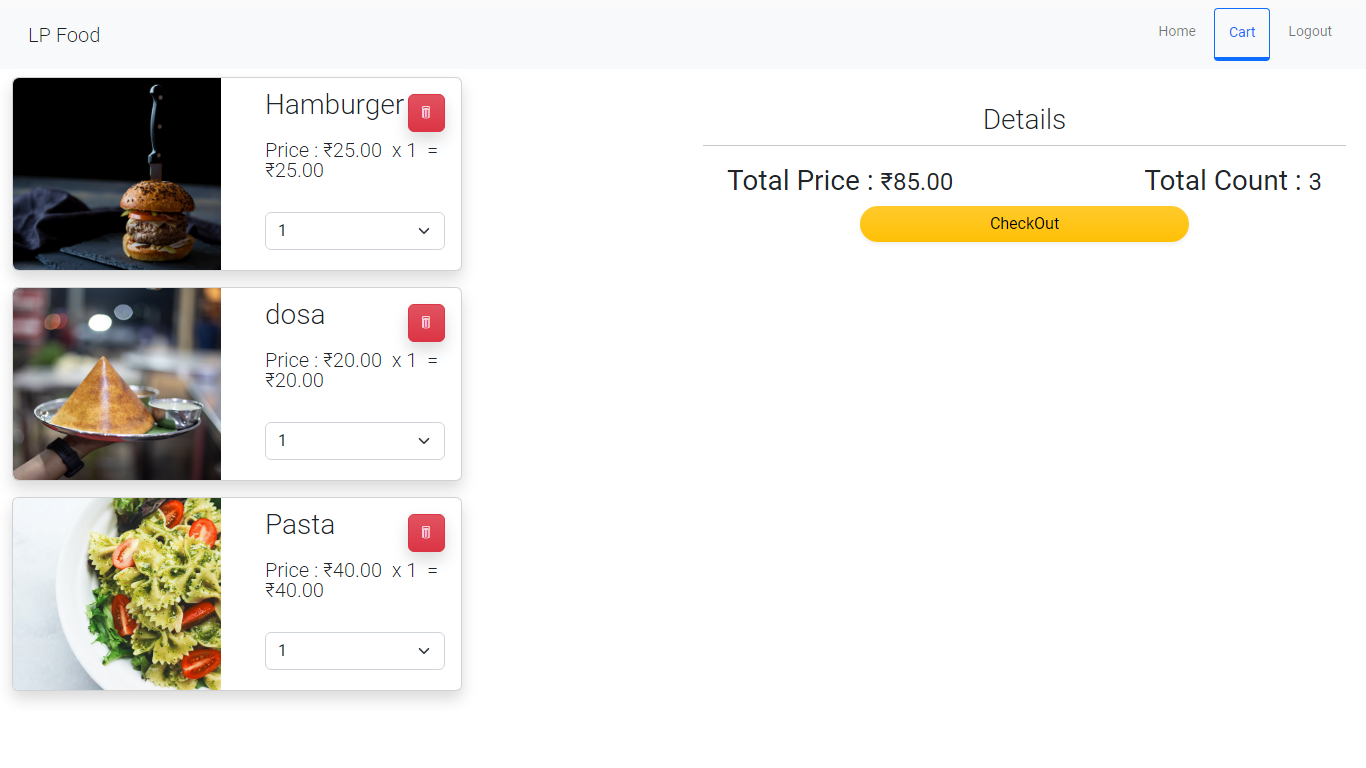 LP Food
Home
Cart
Logout
Hamburger
Price : ₹25.00 x 1 =
₹25.00
1
dosa
Price : ₹20.00 x 1 =
₹20.00
1
Pasta
Price : ₹40.00 x 1 =
₹40.00
1
Details
Total Price : ₹85.00
Total Count : 3
CheckOut